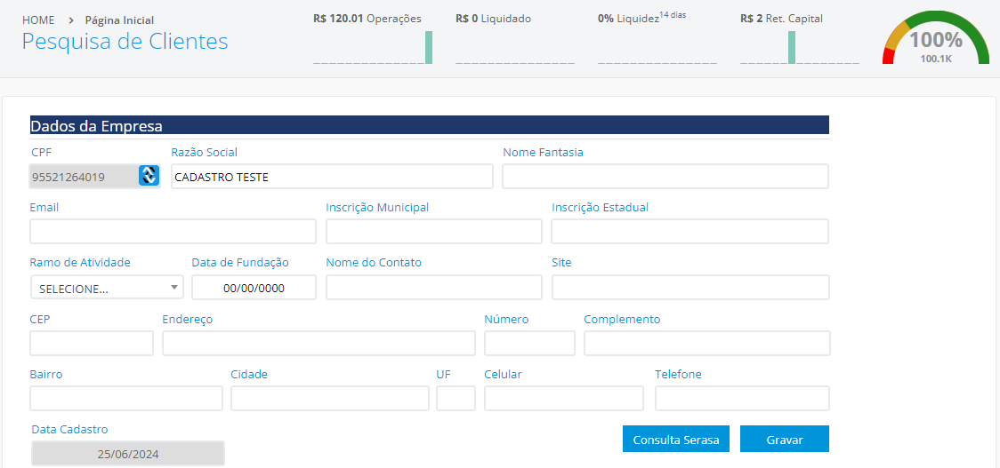 HOME > Página Inicial
Pesquisa de Clientes
R$ 120.01 Operações
R$ 0 Liquidado
0% Liquidez 14 dias
R$ 2 Ret. Capital
100%
100.1K
Dados da Empresa
CPF Razão Social Nome Fantasia
95521264019 CADASTRO TESTE
Email Inscrição Municipal Inscrição Estadual
Ramo de Atividade Data de Fundação Nome do Contato Site
SELECIONE... 00/00/0000
CEP Endereço Número Complemento
Bairro Cidade UF Celular Telefone
Data Cadastro
25/06/2024
Consulta Serasa Gravar